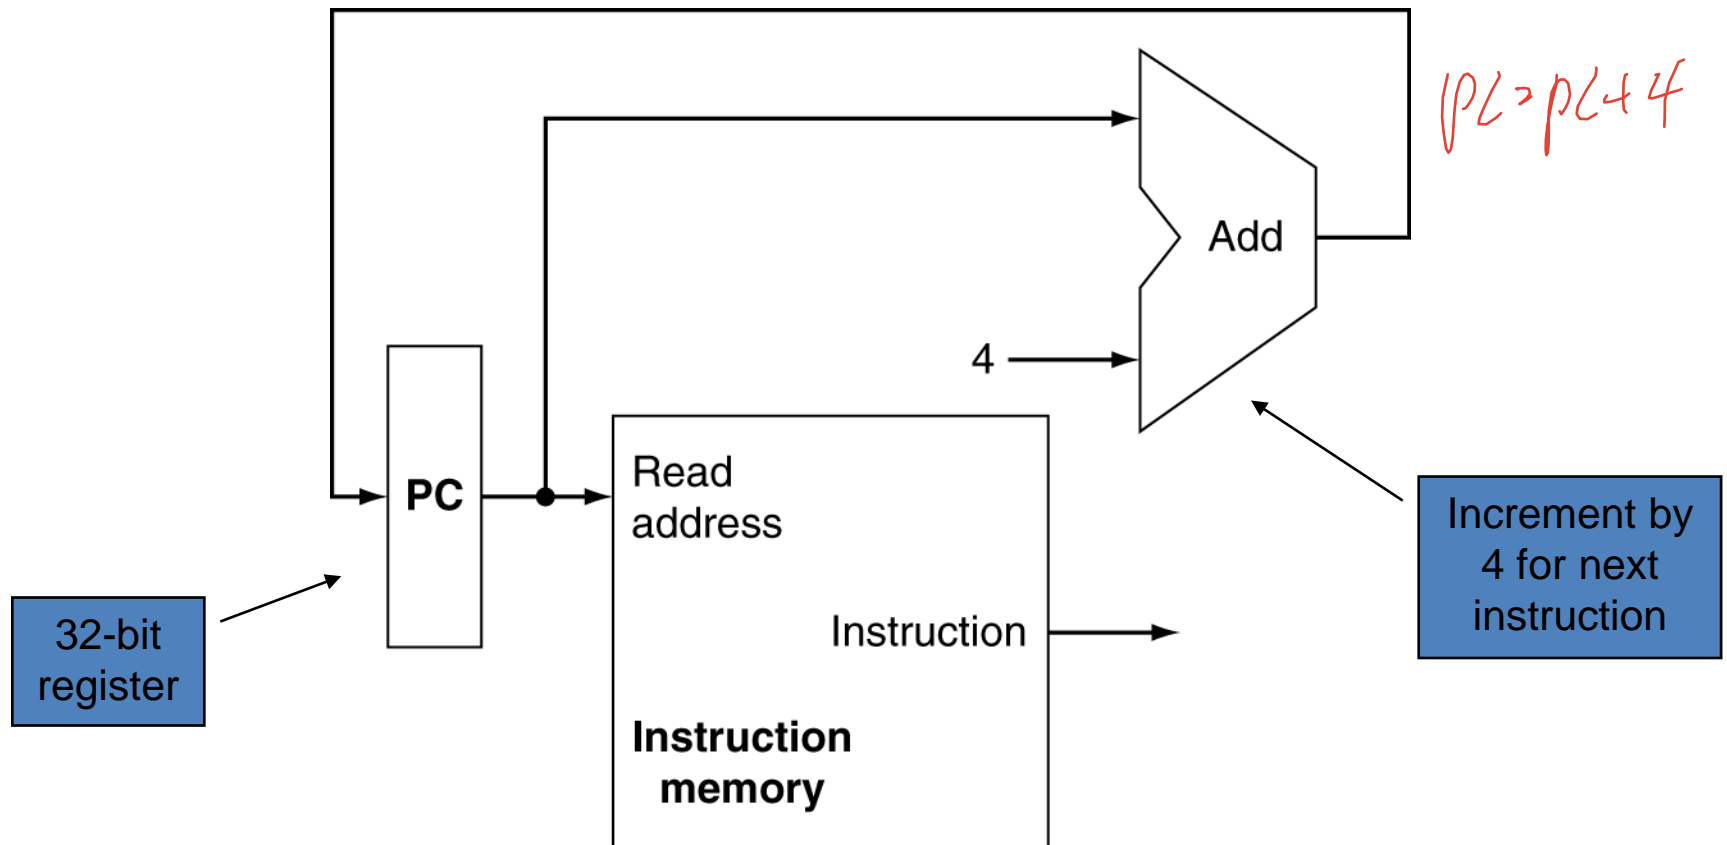 PC=PC+4
Add
4
PC
Read
address
Instruction
Instruction
memory
32-bit
register
Increment by
4 for next
instruction